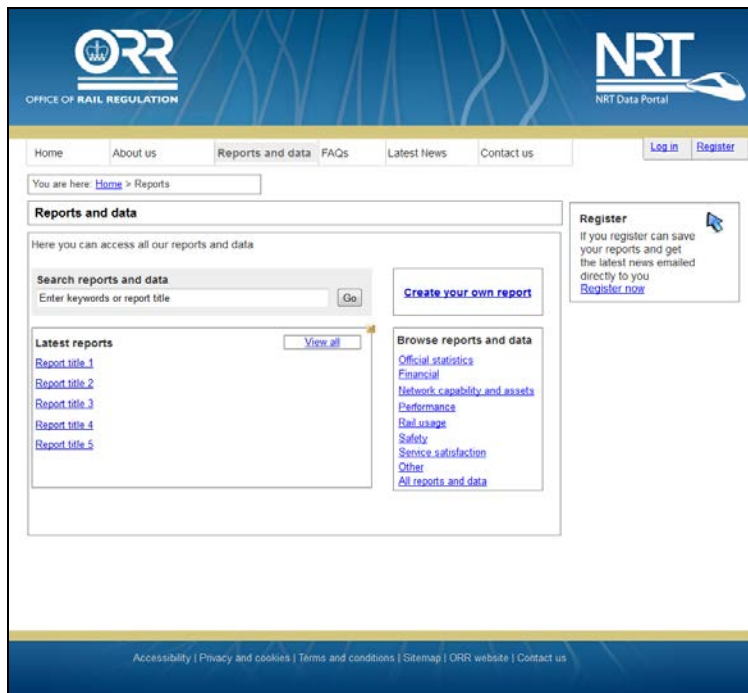 ORR
OFFICE OF RAIL REGULATION
NRT
NRT Data Portal
Home About us Reports and data FAQs Latest News Contact us
Log in Register
You are here: Home > Reports
Reports and data
Here you can access all our reports and data
Search reports and data
Enter keywords or report title Go
Create your own report
Latest reports View all
Report title 1
Report title 2
Report title 3
Report title 4
Report title 5
Browse reports and data
Official statistics
Financial
Network capability and assets
Performance
Rail usage
Safety
Service satisfaction
Other
All reports and data
Register
If you register can save
your reports and get
the latest news emailed
directly to you
Register now
Accessibility | Privacy and cookies | Terms and conditions | Sitemap | ORR website | Contact us